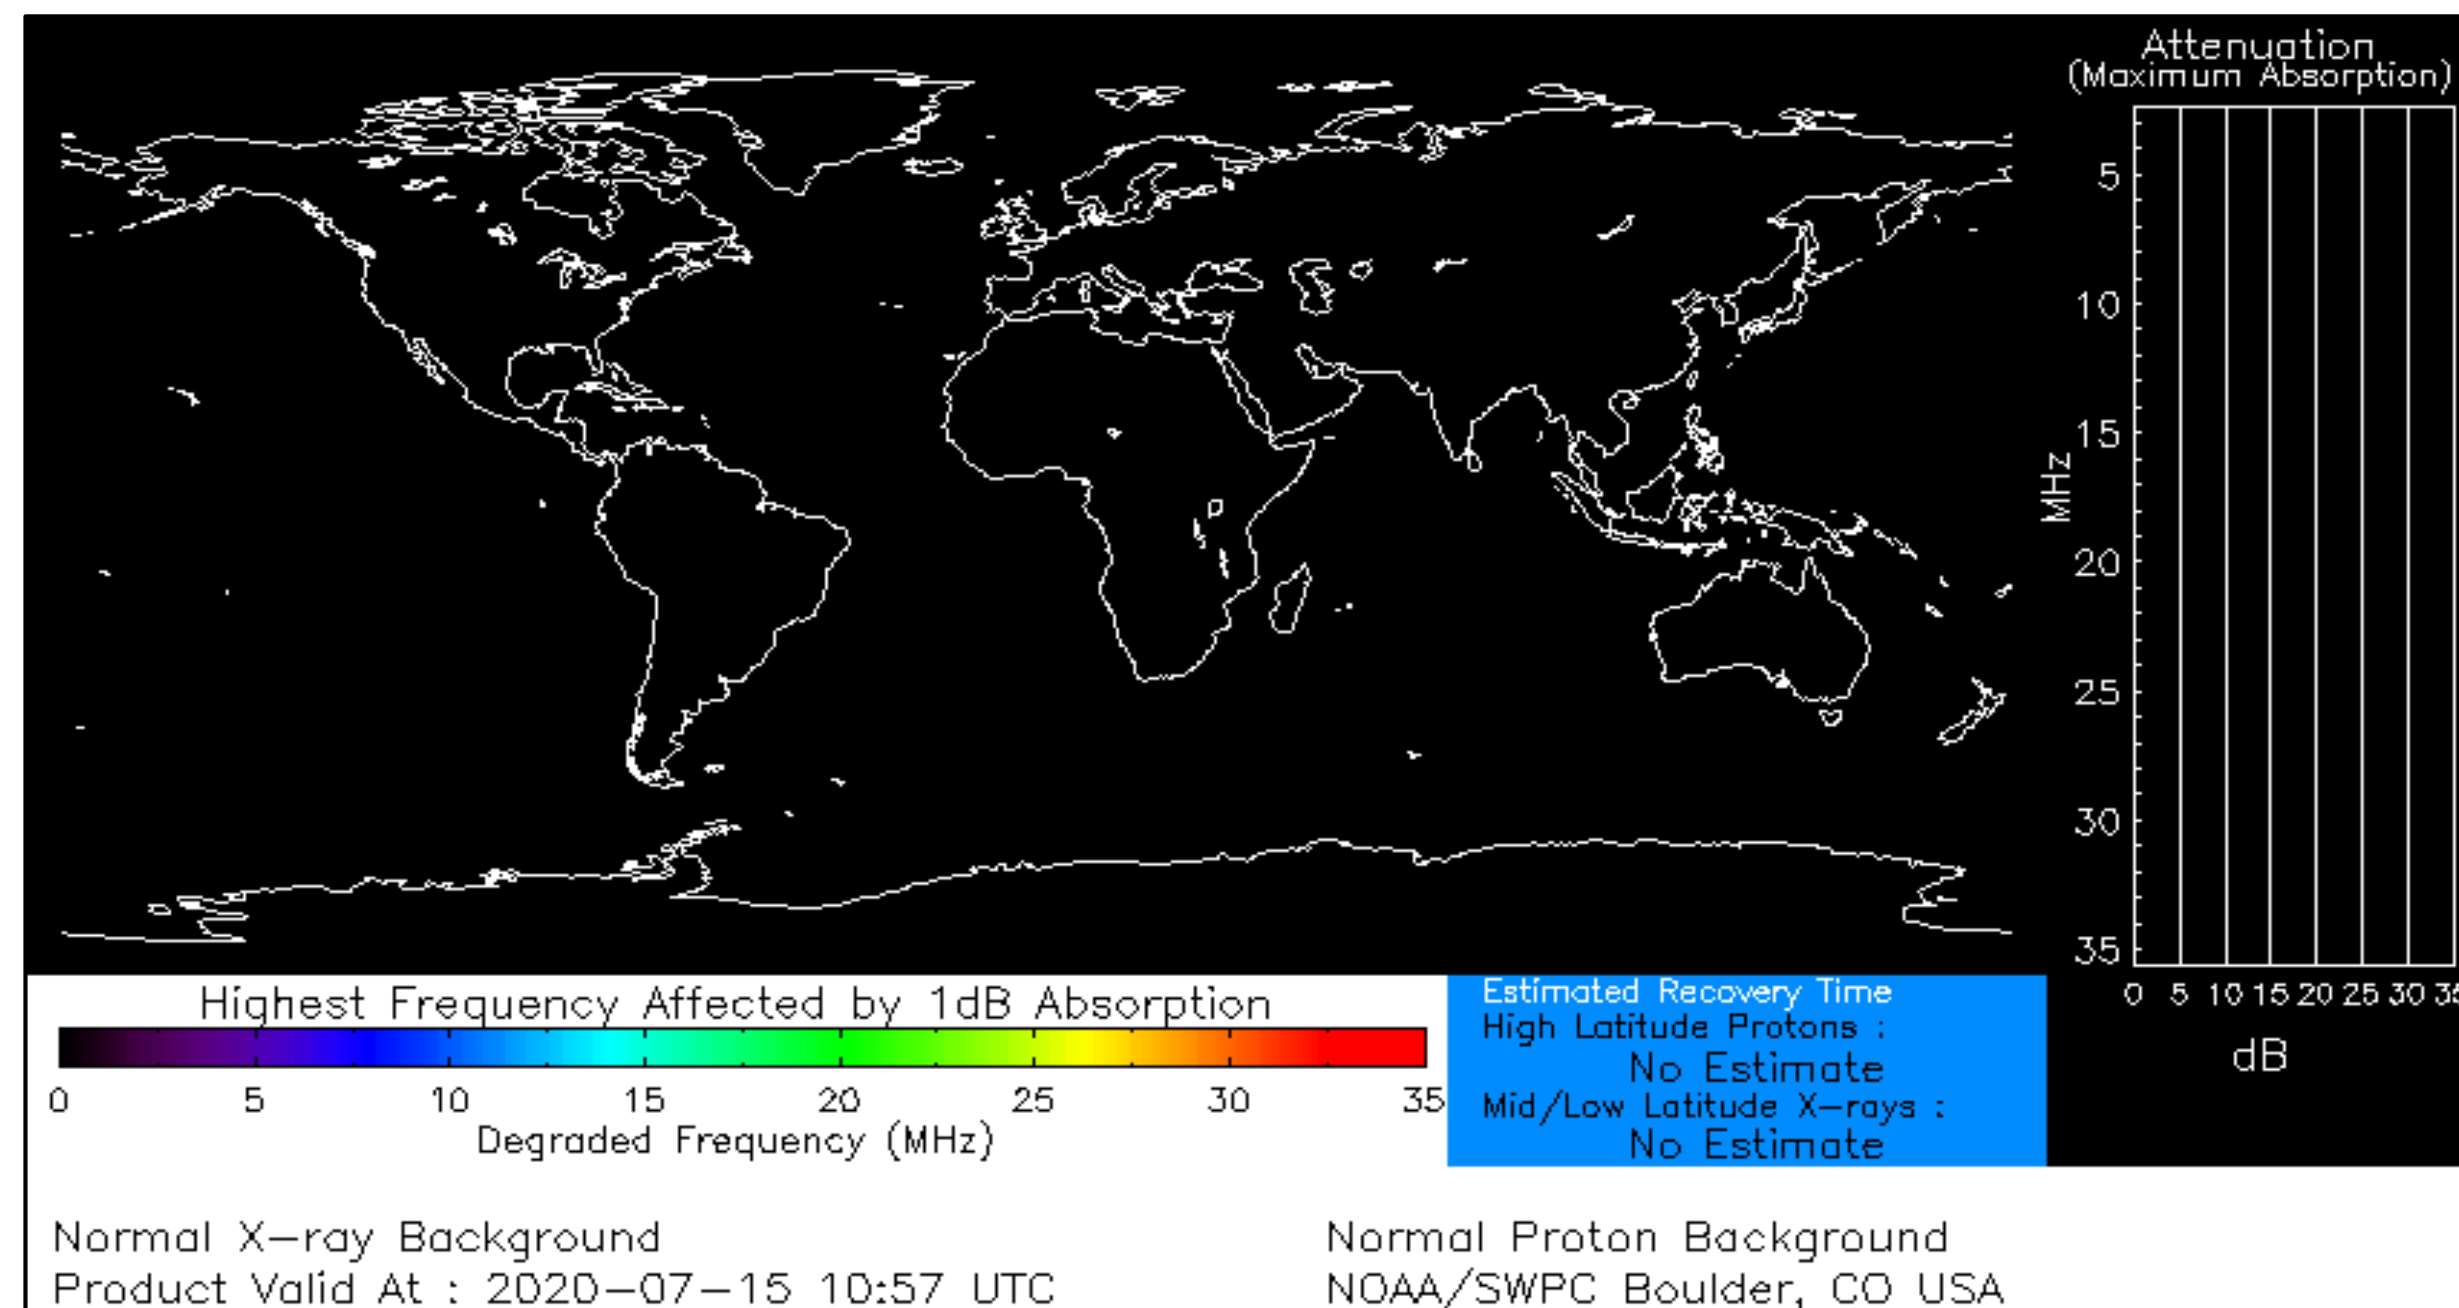 Attenuation
(Maximum Absorption)
5
10
15
20
25
30
35
MHz
0 5 10 15 20 25 30
dB
Highest Frequency Affected by 1dB Absorption
0 5 10 15 20 25 30 35
Degraded Frequency (MHz)
Estimated Recovery Time
High Latitude Protons :
No Estimate
Mid/Low Latitude X-rays :
No Estimate
Normal X-ray Background
Normal Proton Background
Product Valid At : 2020-07-15 10:57 UTC
NOAA/SWPC Boulder, CO USA